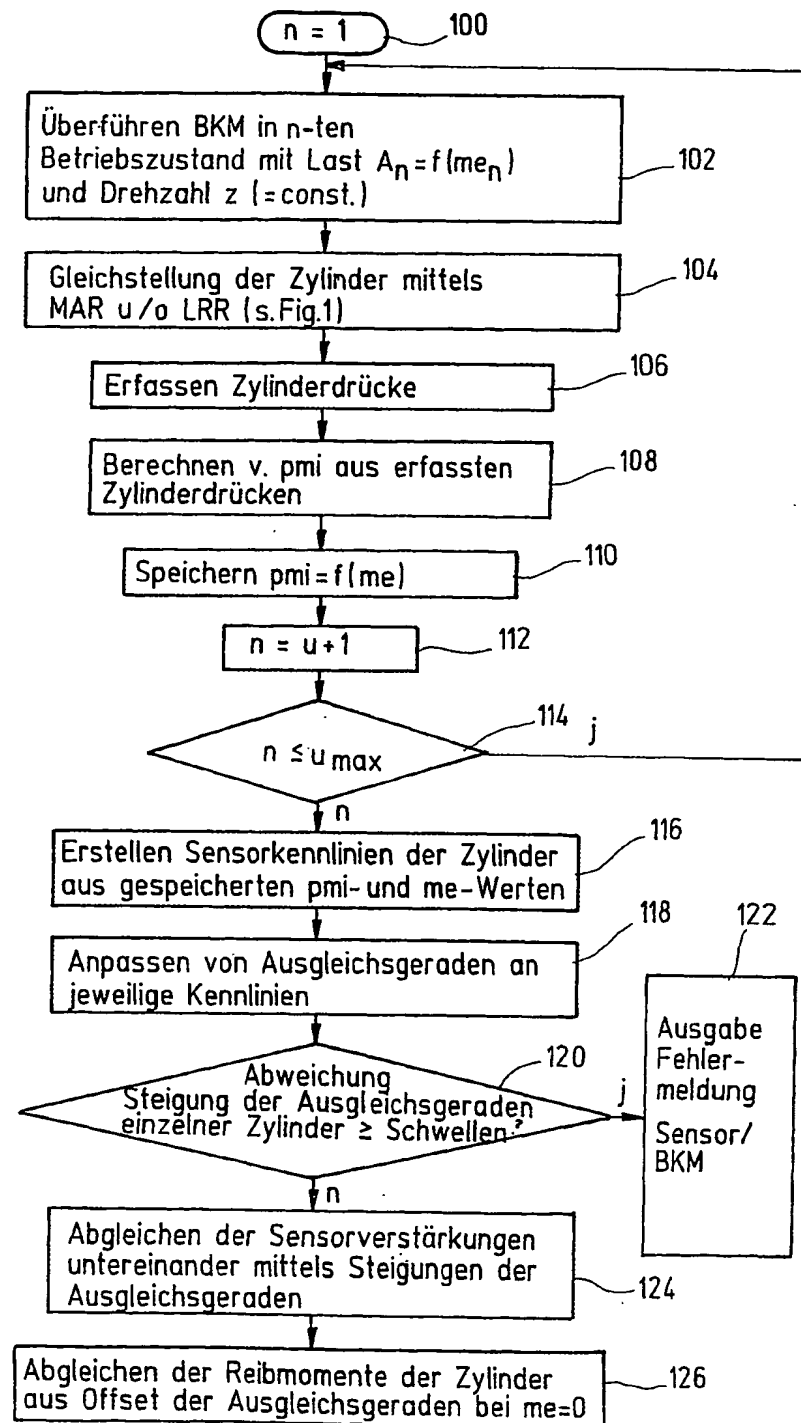 n = 1
100
Überführen BKM in n-ten
Betriebszustand mit Last An = f(men)
und Drehzahl z (=const.)
102
Gleichstellung der Zylinder mittels
MAR u/o LRR (s.Fig.1)
104
Erfassen Zylinderdrücke
106
Berechnen v. pmi aus erfassten
Zylinderdrücken
108
Speichern pmi = f(me)
110
n = u+1
112
n ≤ umax
114
j
n
Erstellen Sensorkennlinien der Zylinder
aus gespeicherten pmi- und me-Werten
116
Anpassen von Ausgleichsgeraden an
jeweilige Kennlinien
118
Abweichung
Steigung der Ausgleichsgeraden
einzelner Zylinder ≥ Schwellen?
120
j
n
122
Ausgabe
Fehler-
meldung
Sensor/
BKM
Abgleichen der Sensorverstärkungen
untereinander mittels Steigungen der
Ausgleichsgeraden
124
Abgleichen der Reibmomente der Zylinder
aus Offset der Ausgleichsgeraden bei me=0
126